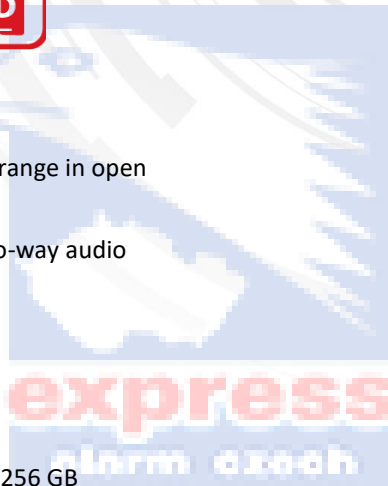 D
range in open
o-way audio
express
alarm czech
256 GB